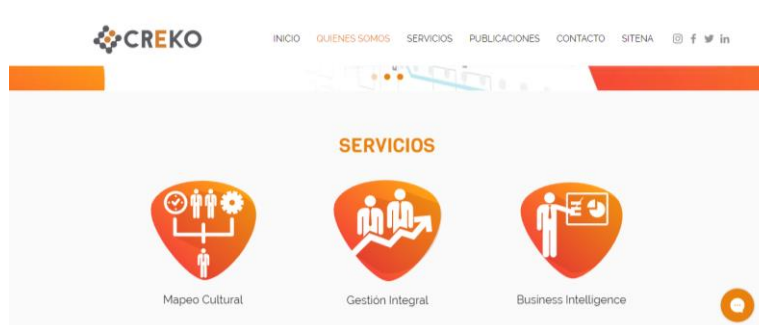 CREKO
INICIO QUIENES SOMOS SERVICIOS PUBLICACIONES CONTACTO SITENA
SERVICIOS
Mapeo Cultural Gestión Integral Business Intelligence